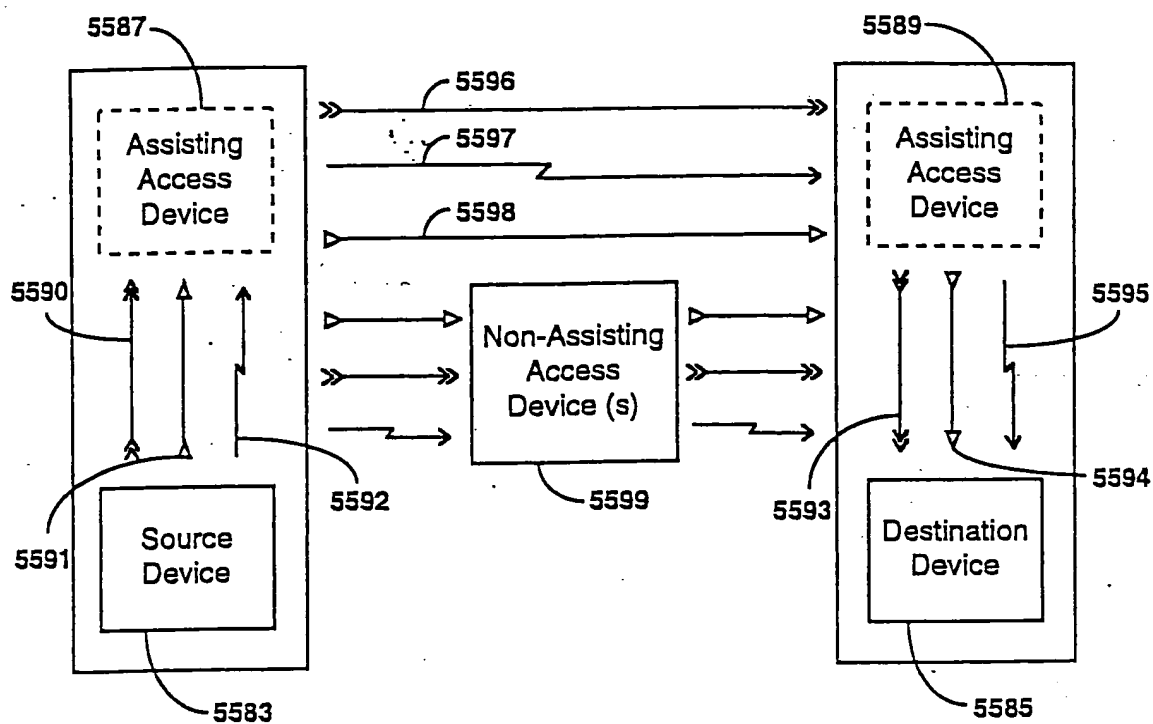 5587
5589
5596
Assisting
Access
Device
5597
Assisting
Access
Device
5598
5590
5595
Non-Assisting
Access
Device (s)
5591
5592
5599
5593
5594
Source
Device
Destination
Device
5583
5585